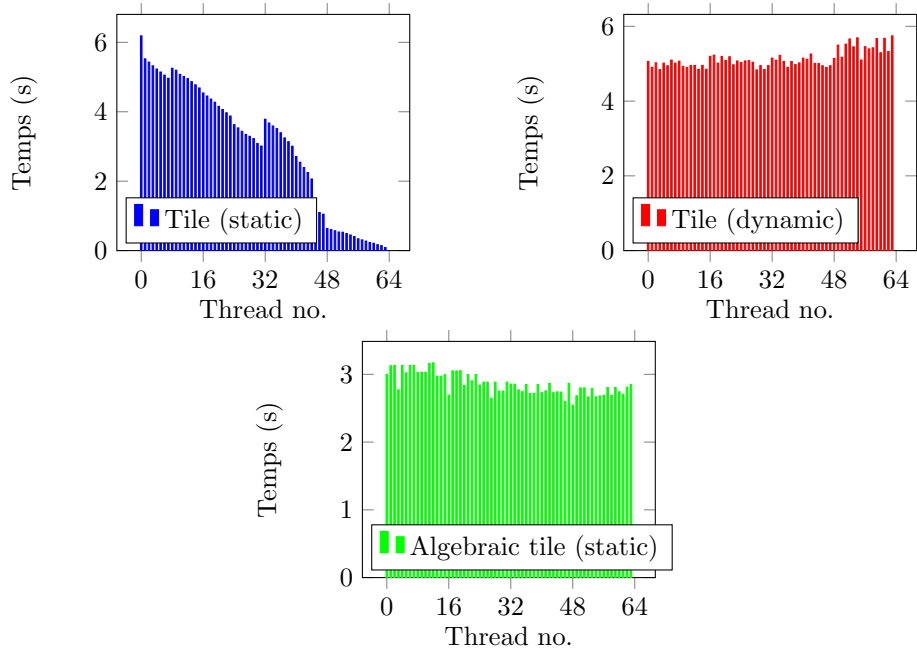 6
4
2
0
Temps (s)
Tile (static)
0 16 32 48 64
Thread no.
6
4
2
0
Temps (s)
Tile (dynamic)
0 16 32 48 64
Thread no.
3
2
1
0
Temps (s)
Algebraic tile (static)
0 16 32 48 64
Thread no.